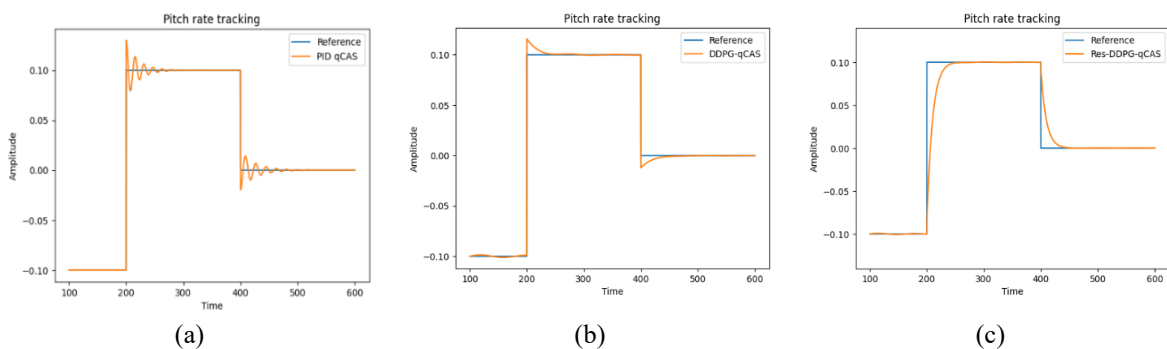 Pitch rate tracking
Reference
PID qCAS
Amplitude
0.10
0.05
0.00
−0.05
−0.10
100 200 300 400 500 600
Time
(a)
Pitch rate tracking
Reference
DDPG-qCAS
Amplitude
0.10
0.05
0.00
−0.05
−0.10
100 200 300 400 500 600
Time
(b)
Pitch rate tracking
Reference
Res-DDPG-qCAS
Amplitude
0.10
0.05
0.00
−0.05
−0.10
100 200 300 400 500 600
Time
(c)